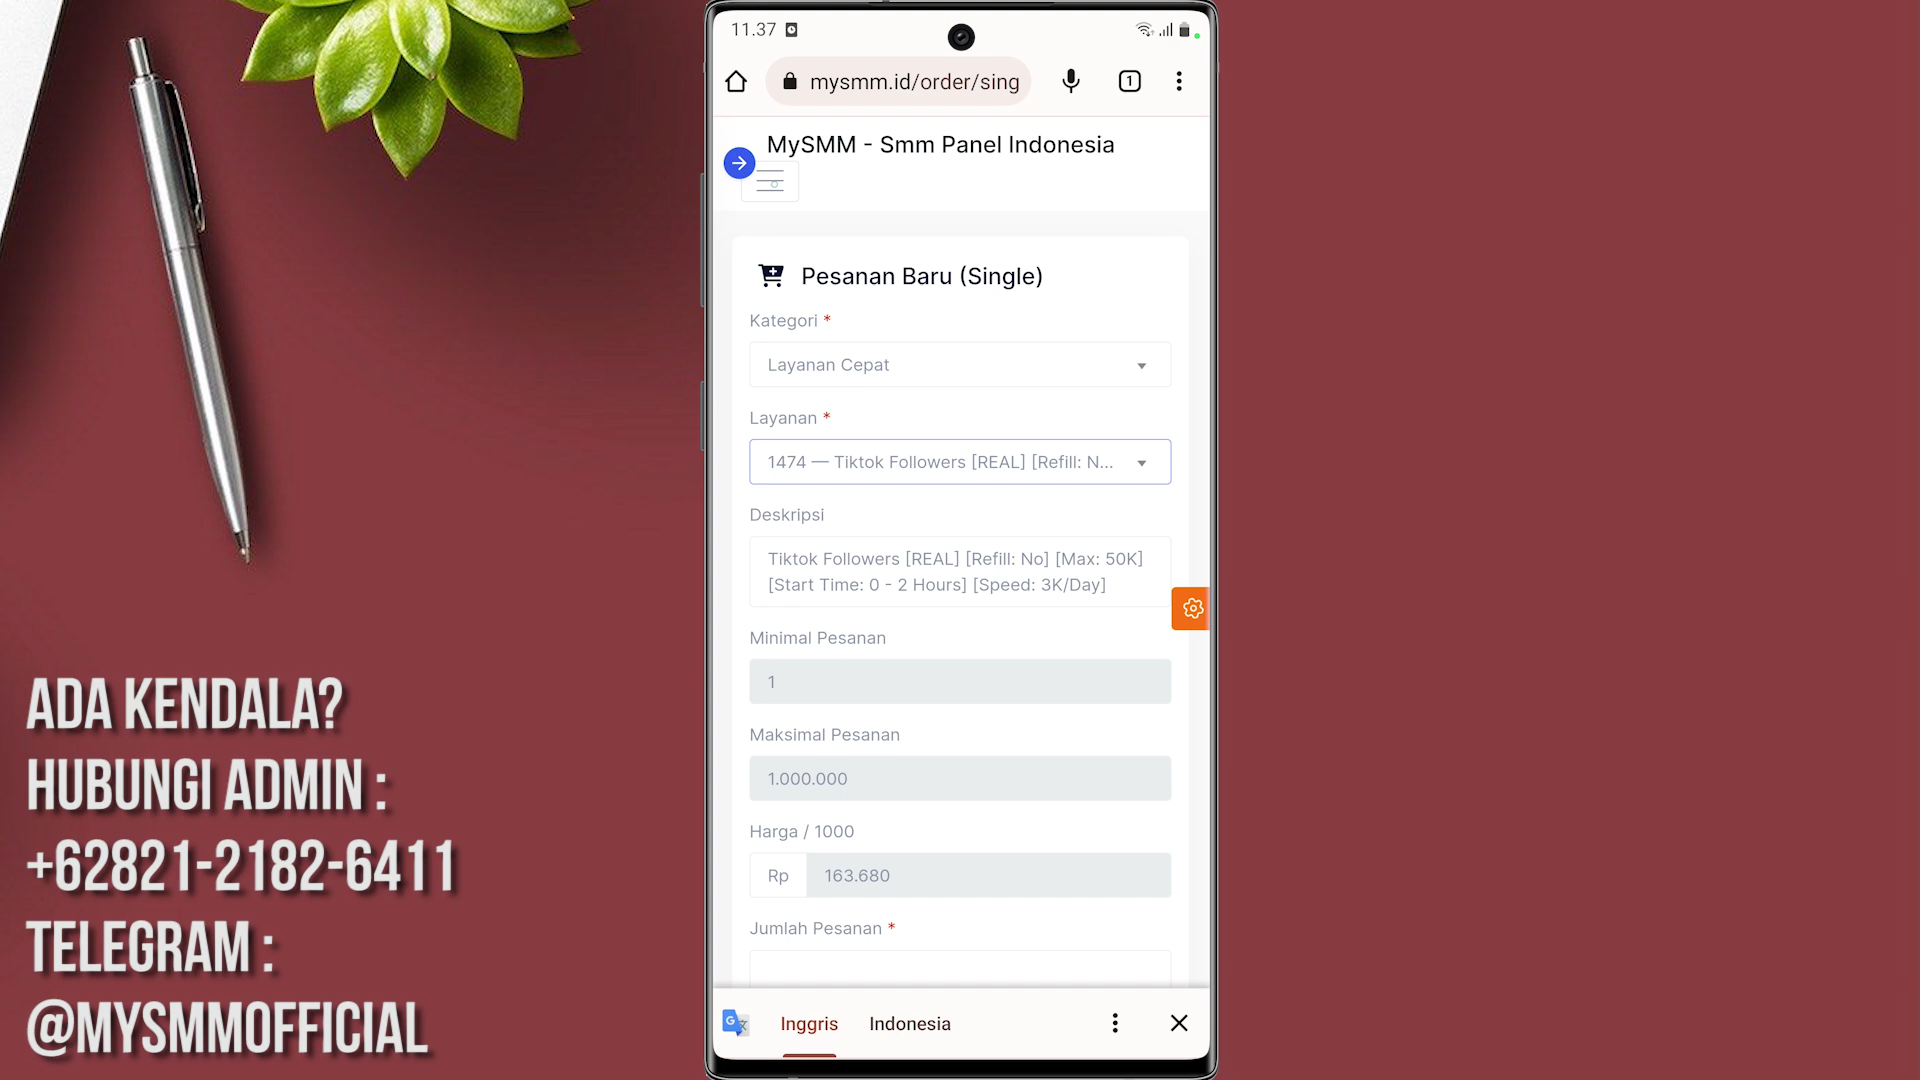 11.37
mysmm.id/order/sing
1
MySMM - Smm Panel Indonesia
Pesanan Baru (Single)
Kategori *
Layanan Cepat
Layanan *
1474 — Tiktok Followers [REAL] [Refill: N...
Deskripsi
Tiktok Followers [REAL] [Refill: No] [Max: 50K]
[Start Time: 0 - 2 Hours] [Speed: 3K/Day]
Minimal Pesanan
1
Maksimal Pesanan
1.000.000
Harga / 1000
Rp 163.680
Jumlah Pesanan *
Inggris Indonesia
ADA KENDALA?
HUBUNGI ADMIN :
+62821-2182-6411
TELEGRAM :
@MYSMMOFFICIAL